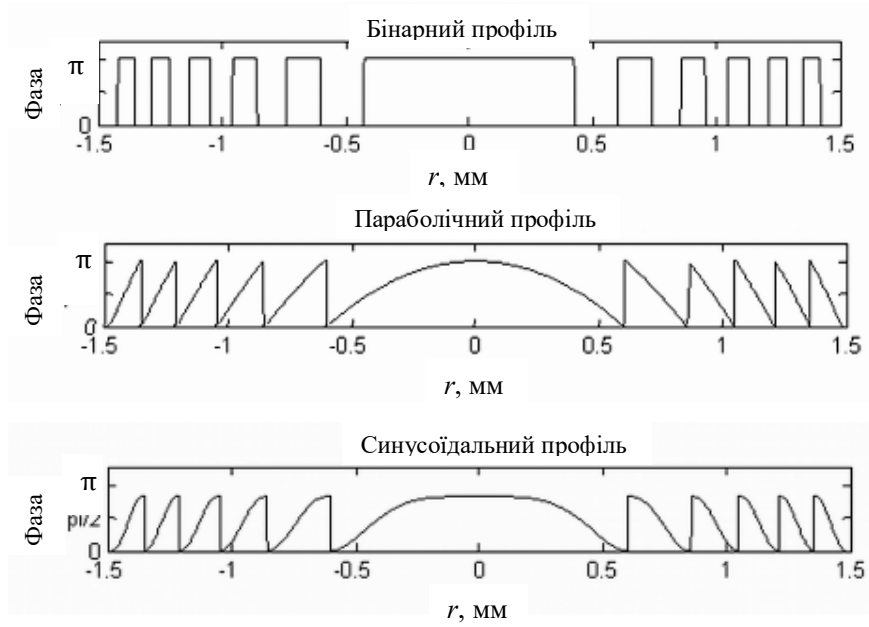 Бінарний профіль
Фаза
π
0
-1.5 -1 -0.5 0 0.5 1 1.5
r, мм
Параболічний профіль
Фаза
π
0
-1.5 -1 -0.5 0 0.5 1 1.5
r, мм
Синусоїдальний профіль
Фаза
π
pi/2
0
-1.5 -1 -0.5 0 0.5 1 1.5
r, мм